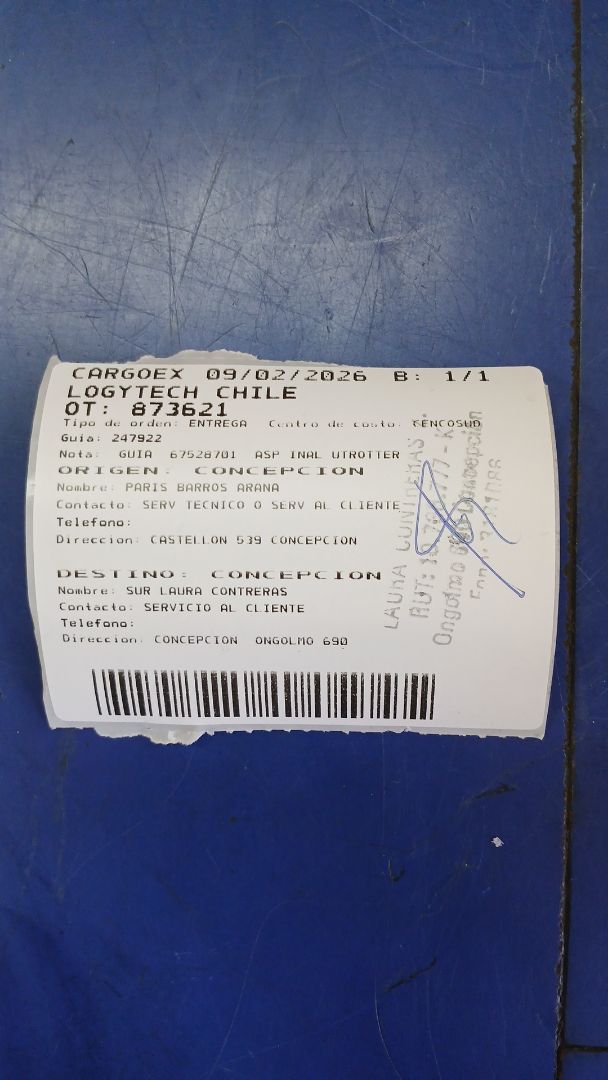 CARGOEX 09/02/2026 B: 1/1
LOGYTECH CHILE
OT: 873621
Tipo de orden: ENTREGA Centro de costo: CENCOSUD
Guia: 247922
Nota: GUIA 67528701 ASP INAL UTROTTER
ORIGEN: CONCEPCION
Nombre: PARIS BARROS ARANA
Contacto: SERV TECNICO O SERV AL CLIENTE
Telefono:
Direccion: CASTELLON 539 CONCEPCION
DESTINO: CONCEPCION
Nombre: SUR LAURA CONTRERAS
Contacto: SERVICIO AL CLIENTE
Telefono:
Direccion: CONCEPCION ONGOLMO 690
LAURA CONTRERAS
RUT:
Ongolmo Concepción